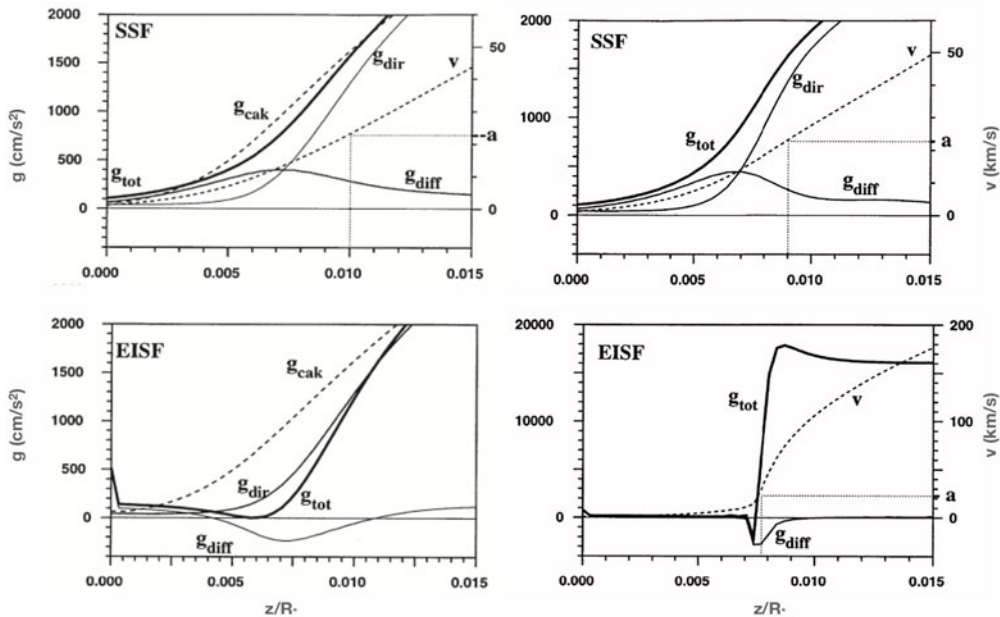 SSF
g (cm/s²)
2000
1500
1000
500
0
g_tot
g_cak
g_dir
v
a
g_diff
50
0
0.000
0.005
0.010
0.015
SSF
2000
1500
1000
500
0
g_tot
g_dir
a
g_diff
50
0
v (km/s)
0.000
0.005
0.010
0.015
EISF
g (cm/s²)
2000
1500
1000
500
0
g_cak
g_dir
g_tot
g_diff
0.000
0.005
0.010
0.015
z/R-
EISF
20000
15000
10000
5000
0
g_tot
v
a
g_diff
200
100
0
v (km/s)
0.000
0.005
0.010
0.015
z/R-